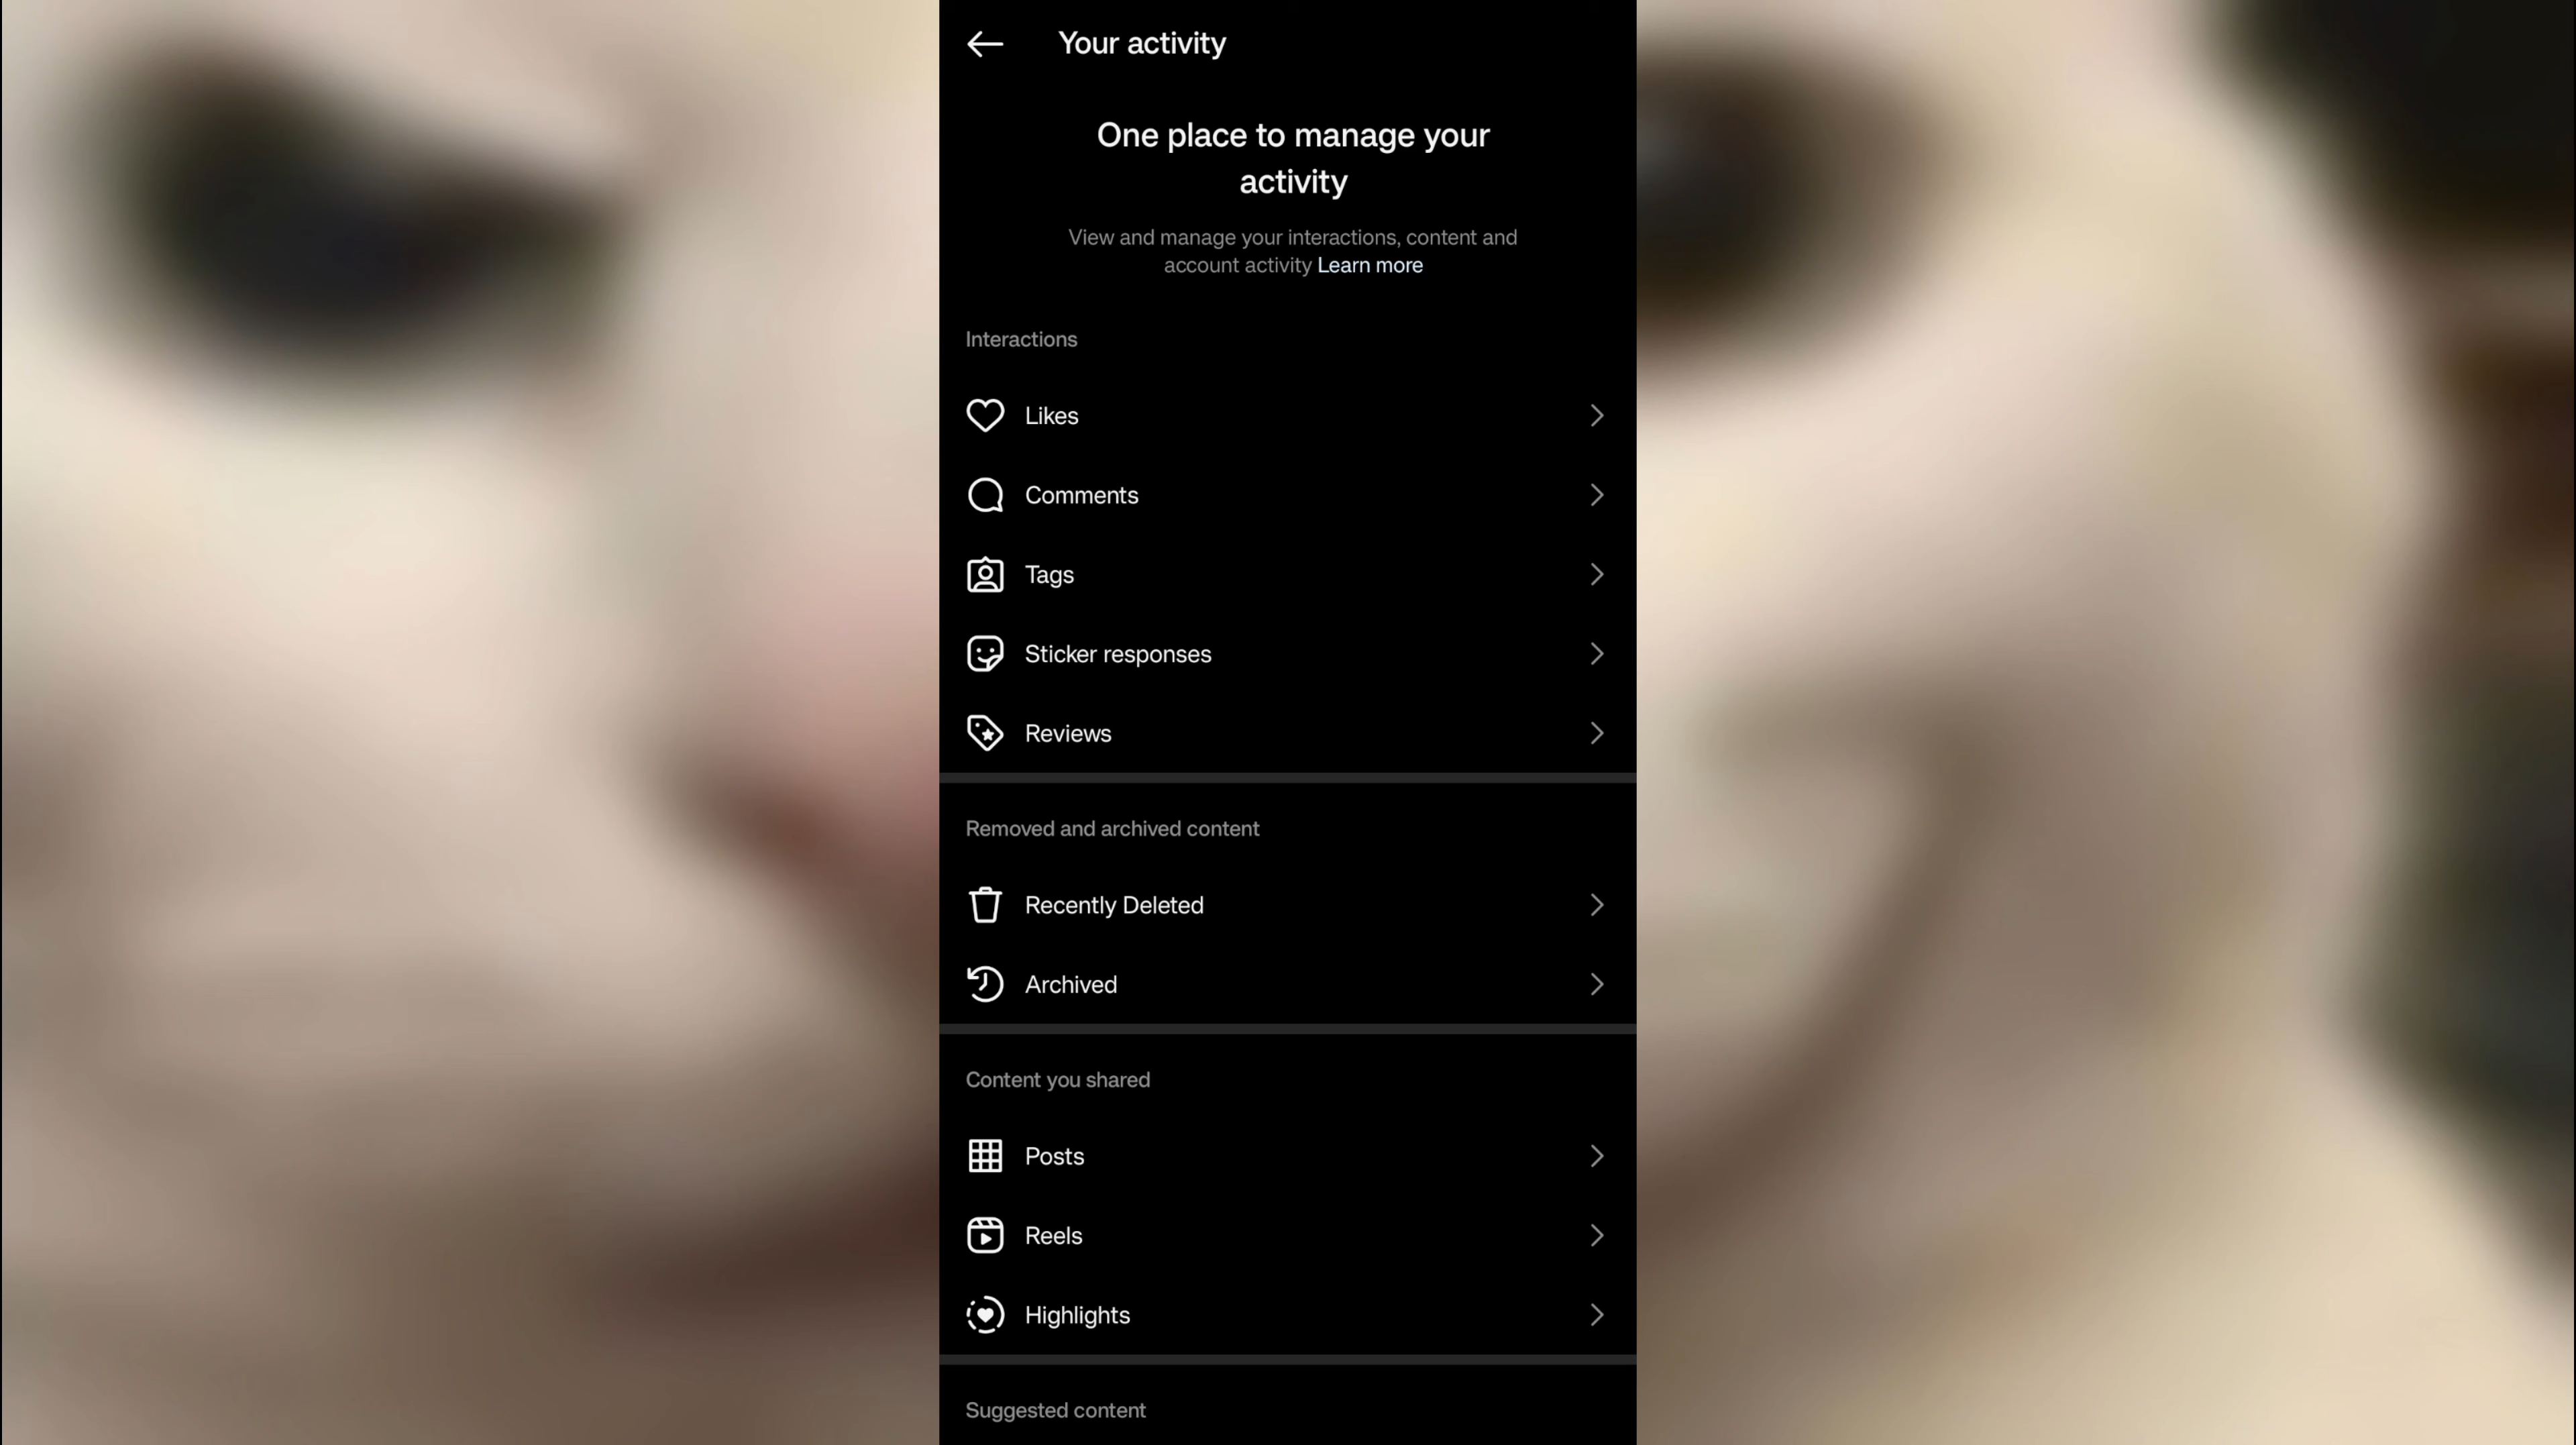 Your activity
One place to manage your
activity
View and manage your interactions, content and
account activity Learn more
Interactions
Likes
Comments
Tags
Sticker responses
Reviews
Removed and archived content
Recently Deleted
Archived
Content you shared
Posts
Reels
Highlights
Suggested content